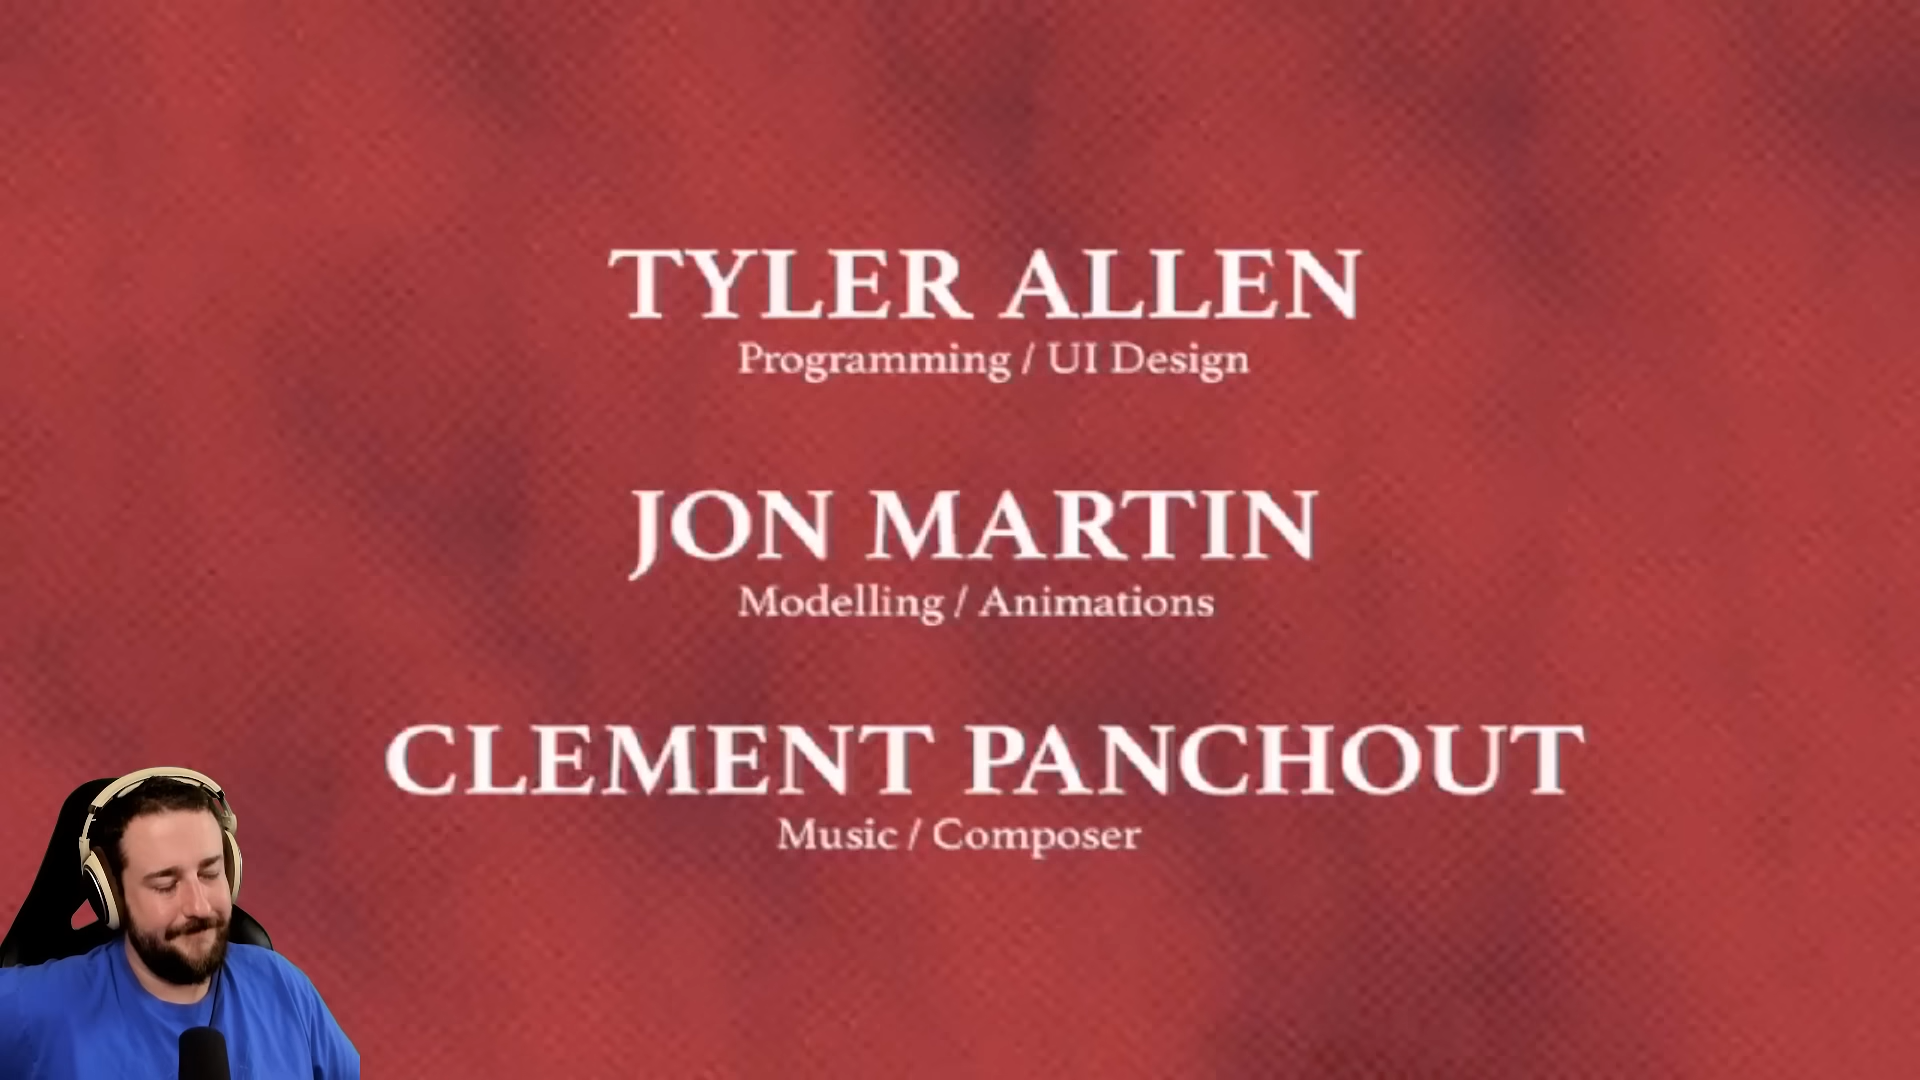 TYLER ALLEN
Programming / UI Design
JON MARTIN
Modelling / Animations
CLEMENT PANCHOUT
Music / Composer